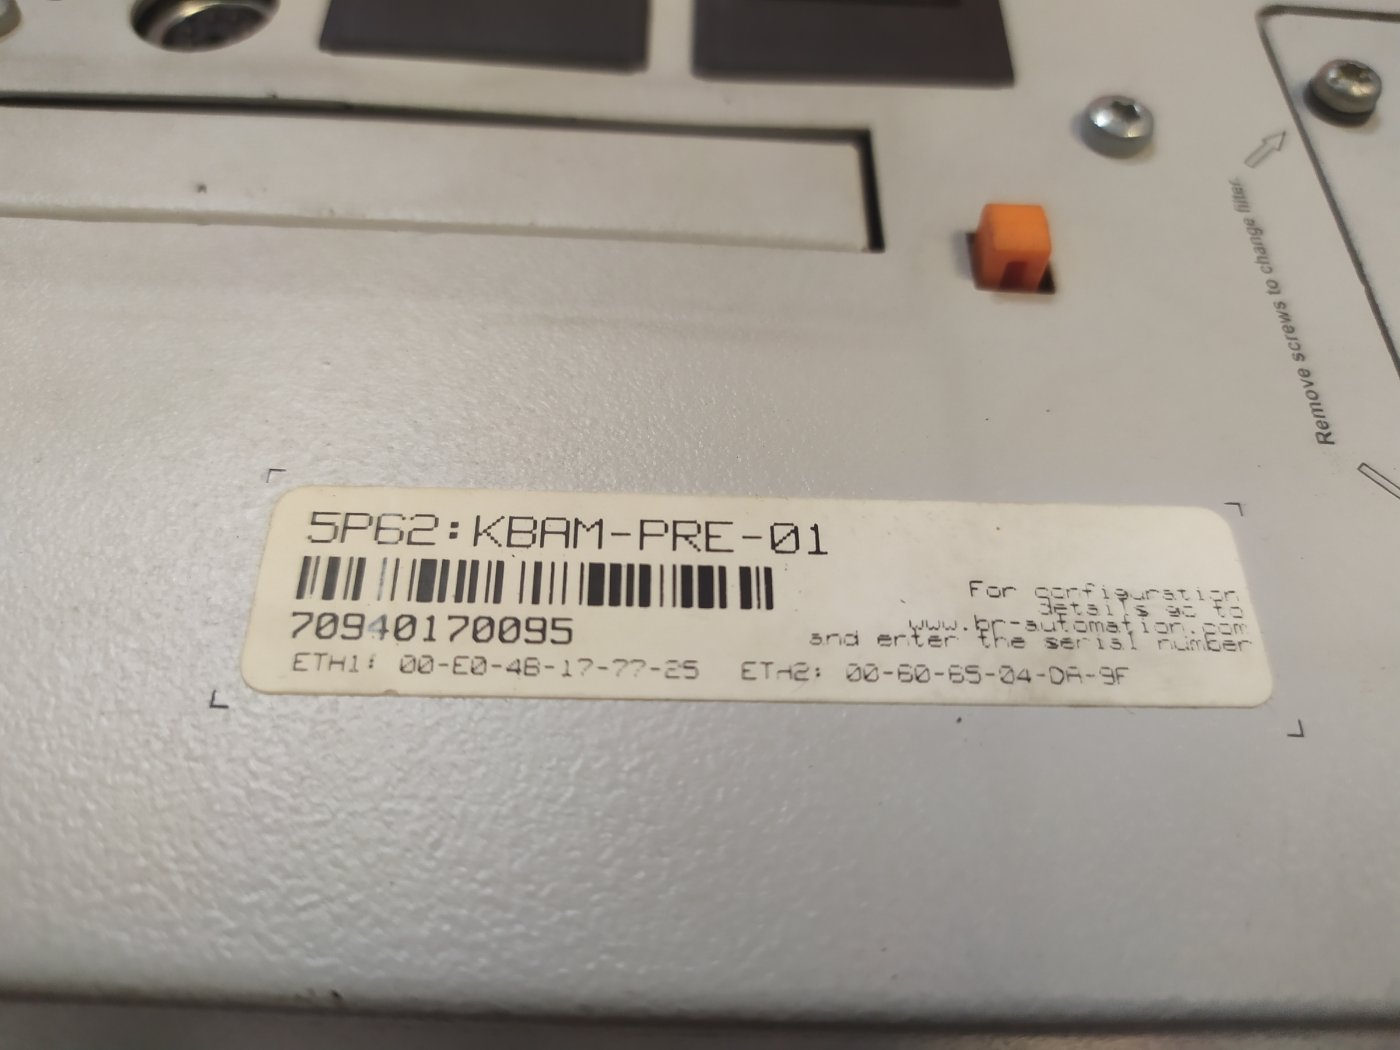 Remove screws to change filter
5P62:KBAM-PRE-01
70940170095
For configuration
details go to
www.br-automation.com
and enter the serial number
ETH1: 00-E0-4B-17-77-25 ETH2: 00-60-65-04-DA-9F